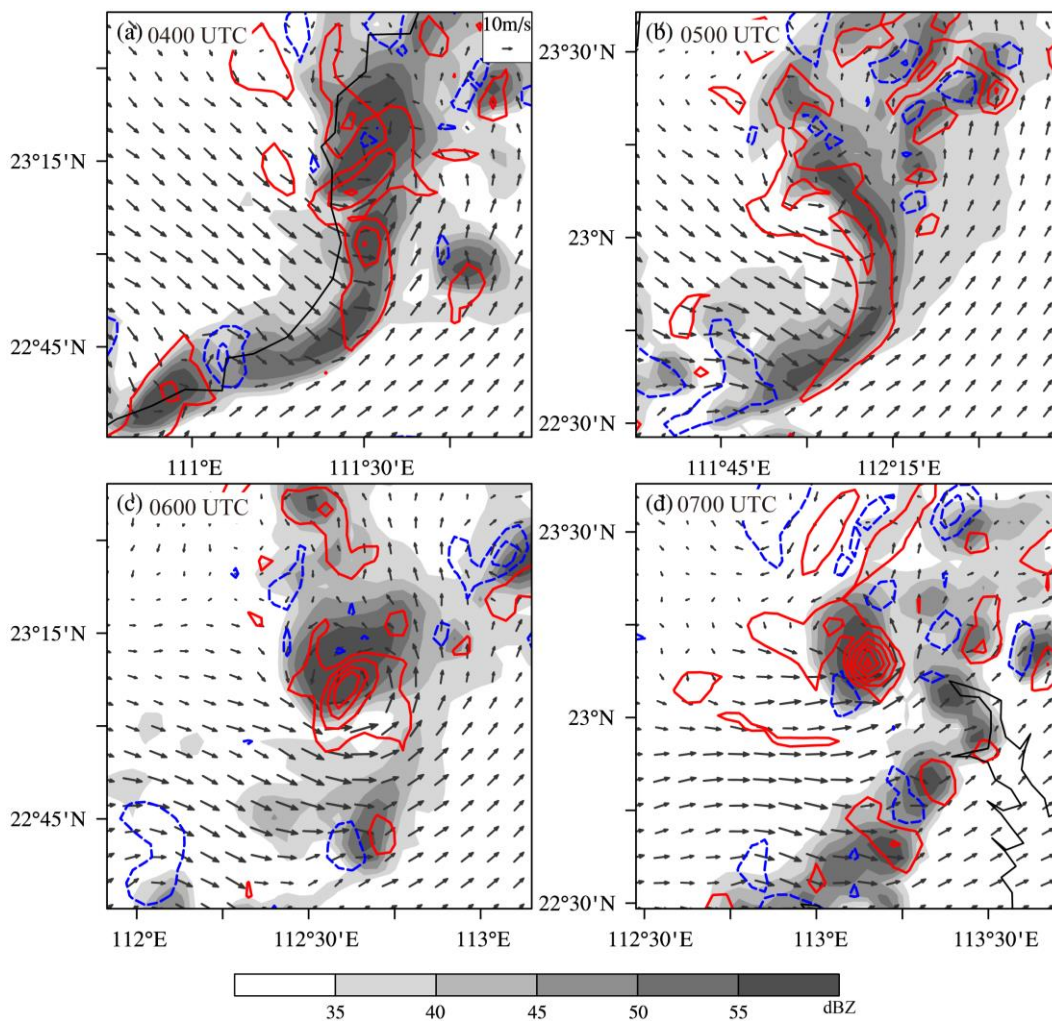 (a) 0400 UTC
10m/s
(b) 0500 UTC
23°15'N
22°45'N
111°E
111°30'E
23°30'N
23°N
22°30'N
111°45'E
112°15'E
(c) 0600 UTC
(d) 0700 UTC
23°15'N
22°45'N
112°E
112°30'E
113°E
23°30'N
23°N
22°30'N
112°30'E
113°E
113°30'E
35 40 45 50 55 dBZ